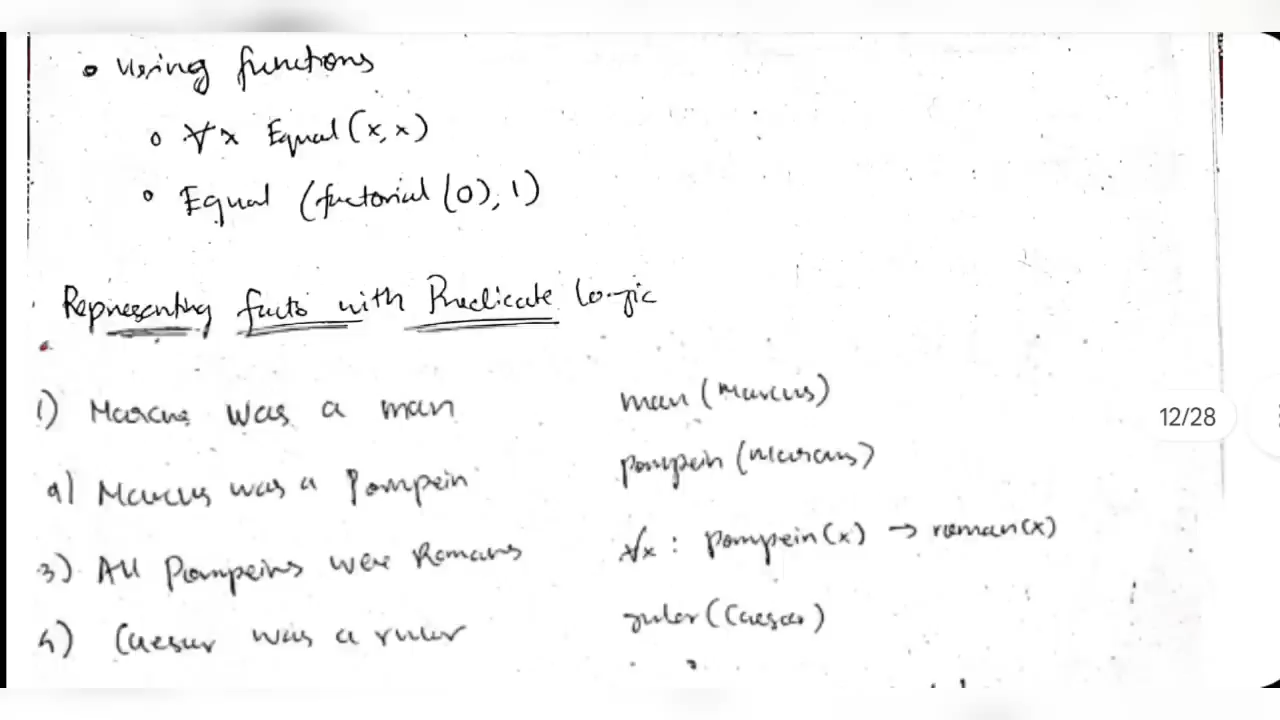 • Using functions
∘ ∀x Equal(x, x)
∘ Equal (factorial (0), 1)
Representing facts with Predicate Logic
1) Marcus was a man man (Marcus)
2) Marcus was a Pompein pompein (Marcus)
3) All Pompeins were Romans ∀x : pompein(x) → roman(x)
12/28
4) Caesar was a ruler ruler (Caesar)